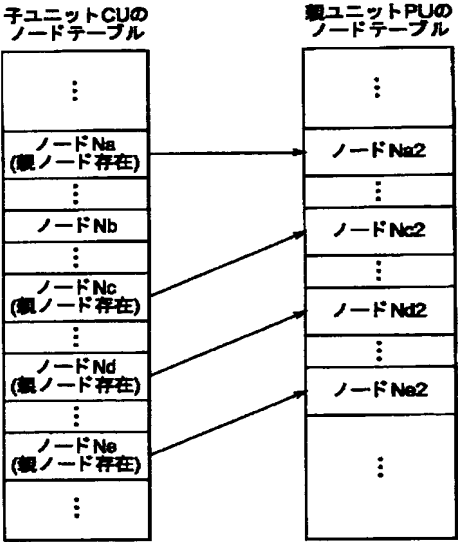 子ユニットCUの
ノードテーブル
⋮
ノードNa
(親ノード存在)
⋮
ノードNb
⋮
ノードNc
(親ノード存在)
⋮
ノードNd
(親ノード存在)
⋮
ノードNe
(親ノード存在)
⋮
親ユニットPUの
ノードテーブル
⋮
ノードNa2
⋮
ノードNc2
⋮
ノードNd2
⋮
ノードNe2
⋮